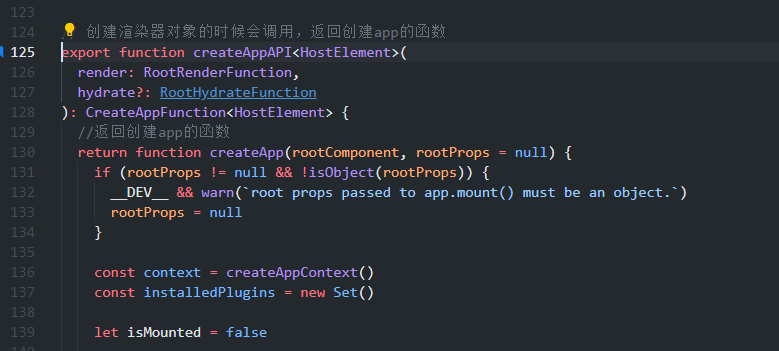 123
124 // 创建渲染器对象的时候会调用，返回创建app的函数
125 export function createAppAPI<HostElement>(
126 render: RootRenderFunction,
127 hydrate?: RootHydrateFunction
128 ): CreateAppFunction<HostElement> {
129 //返回创建app的函数
130 return function createApp(rootComponent, rootProps = null) {
131 if (rootProps != null && !isObject(rootProps)) {
132 __DEV__ && warn(`root props passed to app.mount() must be an object.`)
133 rootProps = null
134 }
135
136 const context = createAppContext()
137 const installedPlugins = new Set()
138
139 let isMounted = false